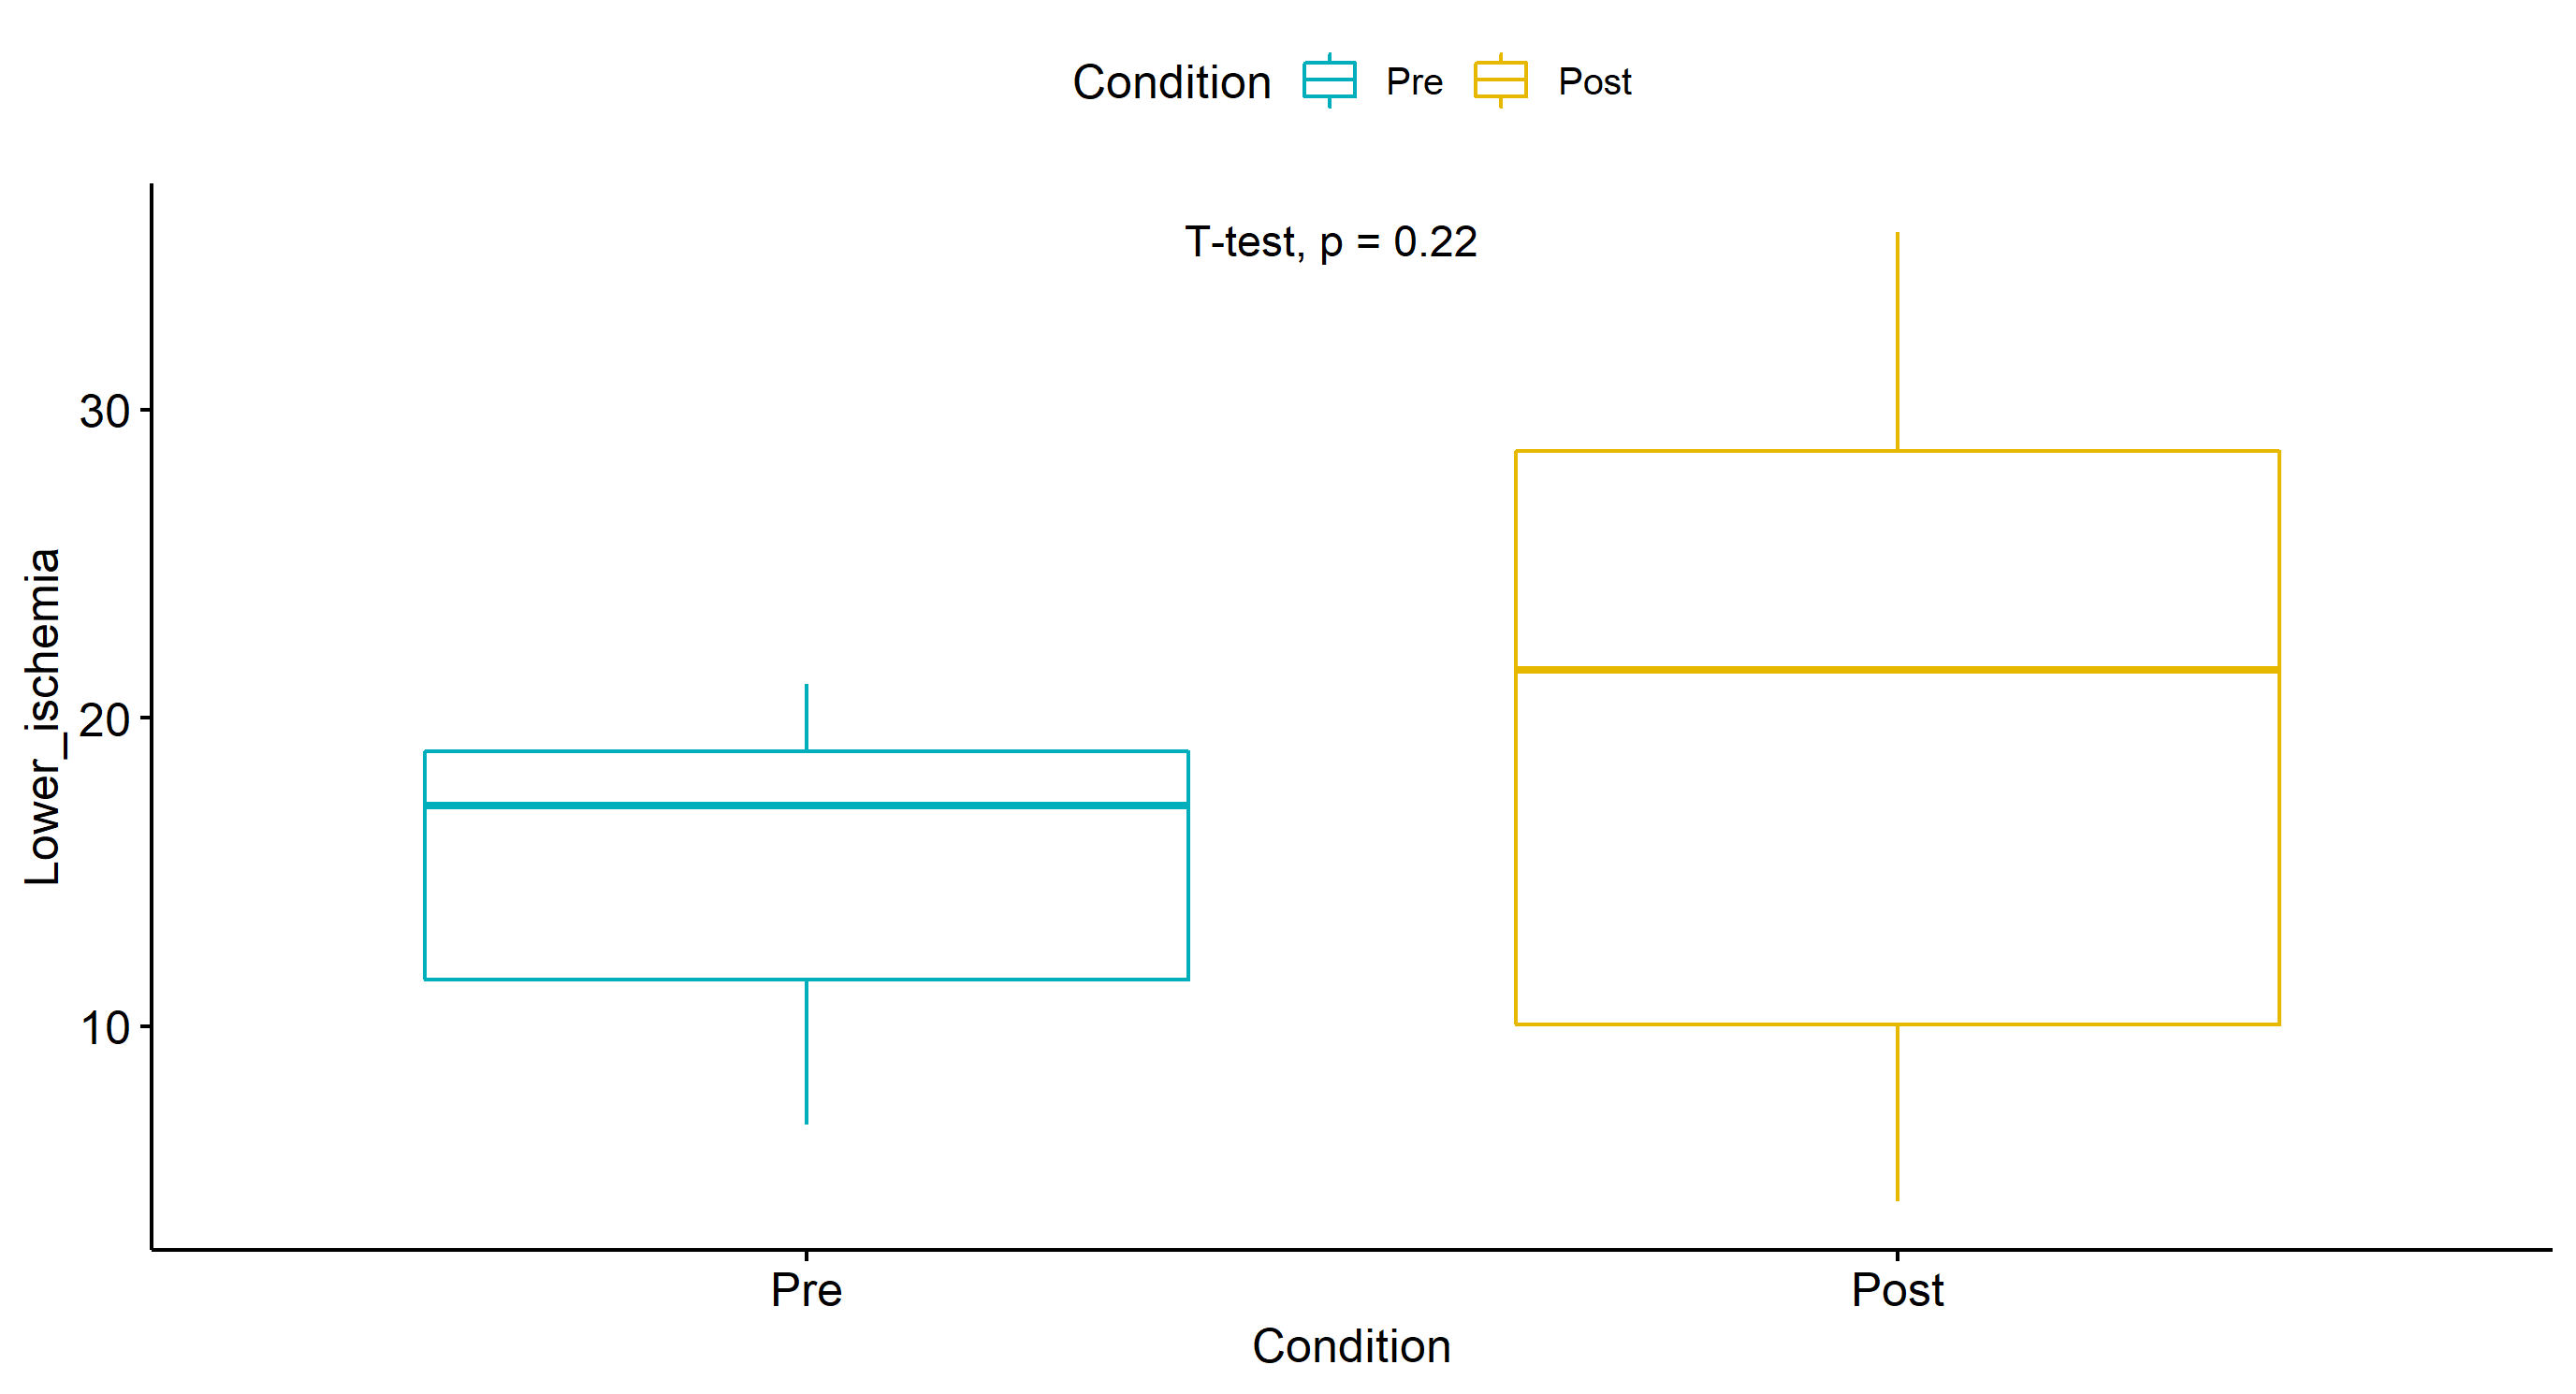 Condition Pre Post
T-test, p = 0.22
30
20
10
Lower_ischemia
Pre Post
Condition